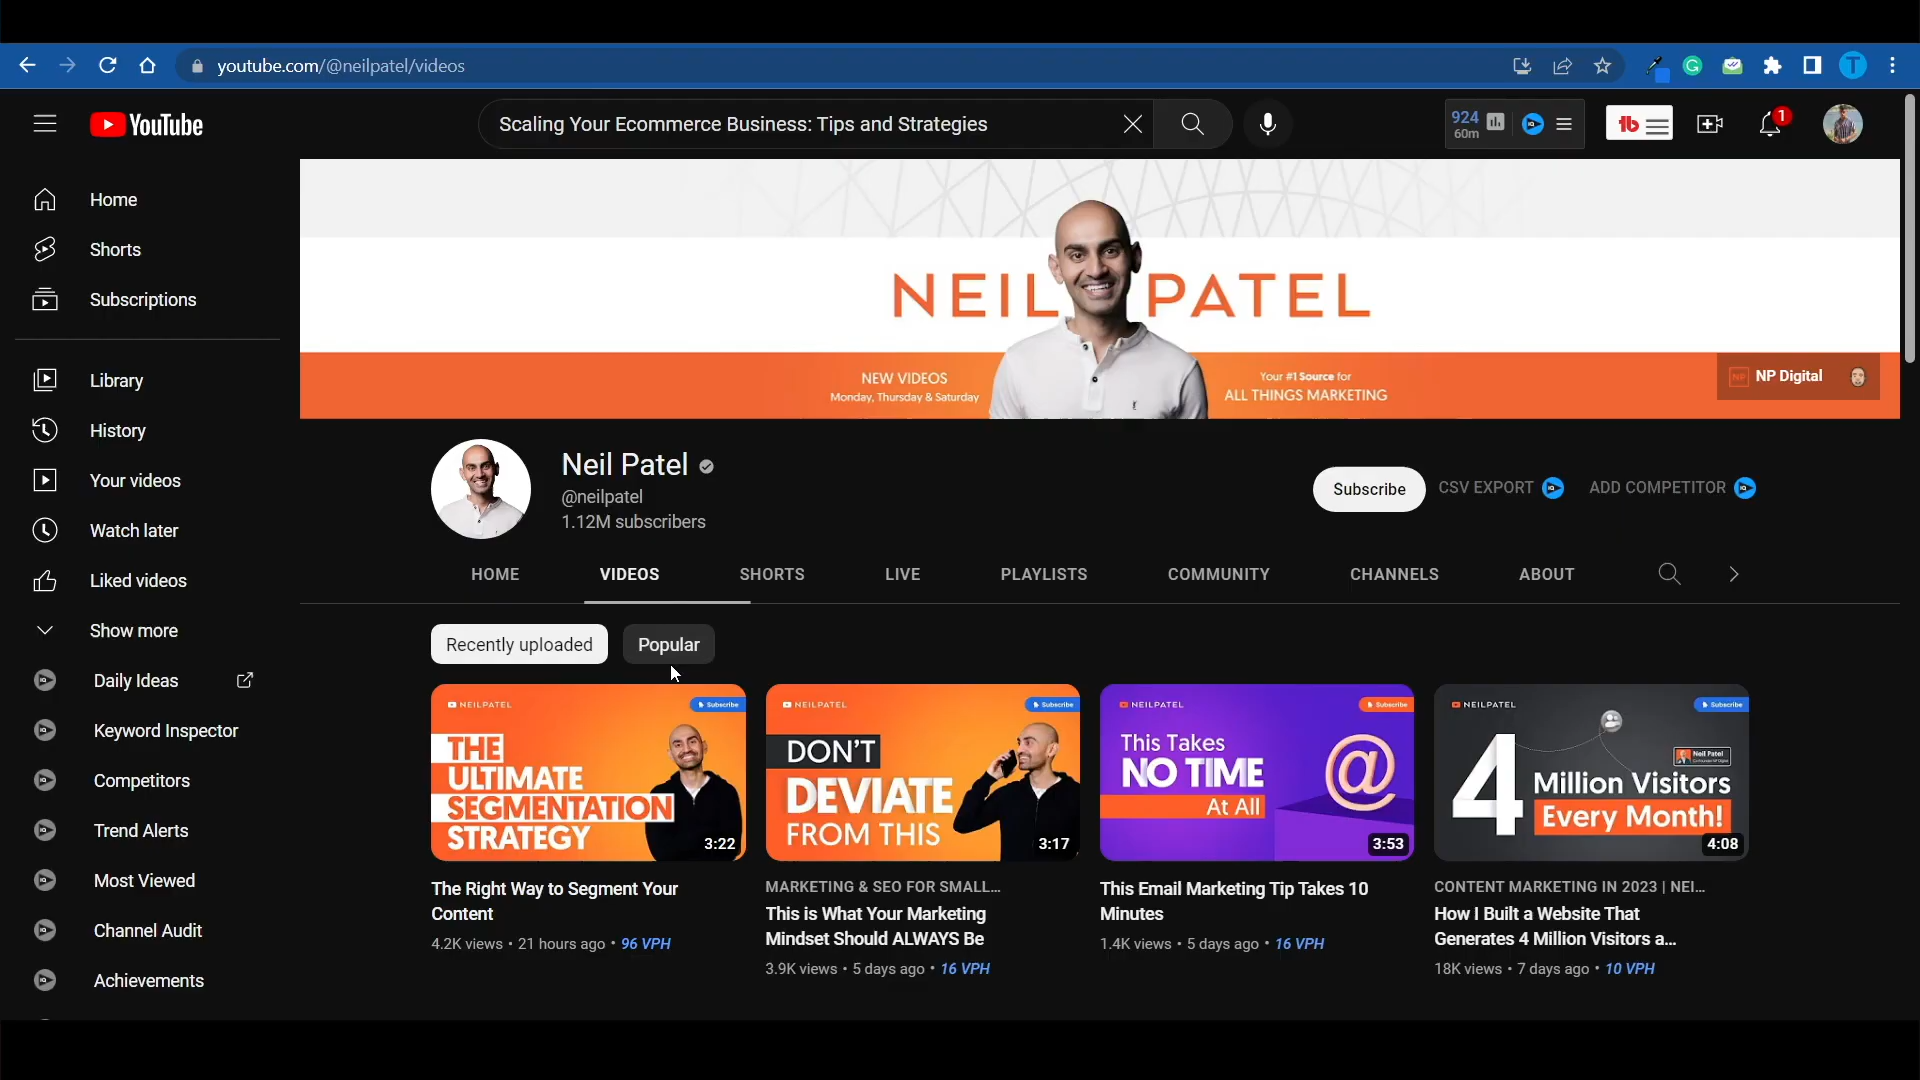 youtube.com/@neilpatel/videos
YouTube
Scaling Your Ecommerce Business: Tips and Strategies
924
60m
1
T
Home
Shorts
Subscriptions
Library
History
Your videos
Watch later
Liked videos
Show more
Daily Ideas
Keyword Inspector
Competitors
Trend Alerts
Most Viewed
Channel Audit
Achievements
NEIL PATEL
NEW VIDEOS
Monday, Thursday & Saturday
Your #1 Source for
ALL THINGS MARKETING
NP Digital
Neil Patel
@neilpatel
1.12M subscribers
Subscribe
CSV EXPORT
ADD COMPETITOR
HOME VIDEOS SHORTS LIVE PLAYLISTS COMMUNITY CHANNELS ABOUT
Recently uploaded
Popular
NEILPATEL
Subscribe
THE
ULTIMATE
SEGMENTATION
STRATEGY
3:22
The Right Way to Segment Your
Content
4.2K views • 21 hours ago • 96 VPH
NEILPATEL
Subscribe
DON'T
DEVIATE
FROM THIS
3:17
MARKETING & SEO FOR SMALL...
This is What Your Marketing
Mindset Should ALWAYS Be
3.9K views • 5 days ago • 16 VPH
NEILPATEL
Subscribe
This Takes
NO TIME
At All
@
3:53
This Email Marketing Tip Takes 10
Minutes
1.4K views • 5 days ago • 16 VPH
NEILPATEL
Subscribe
Neil Patel
4 Million Visitors
Every Month!
4:08
CONTENT MARKETING IN 2023 | NEI...
How I Built a Website That
Generates 4 Million Visitors a...
18K views • 7 days ago • 10 VPH